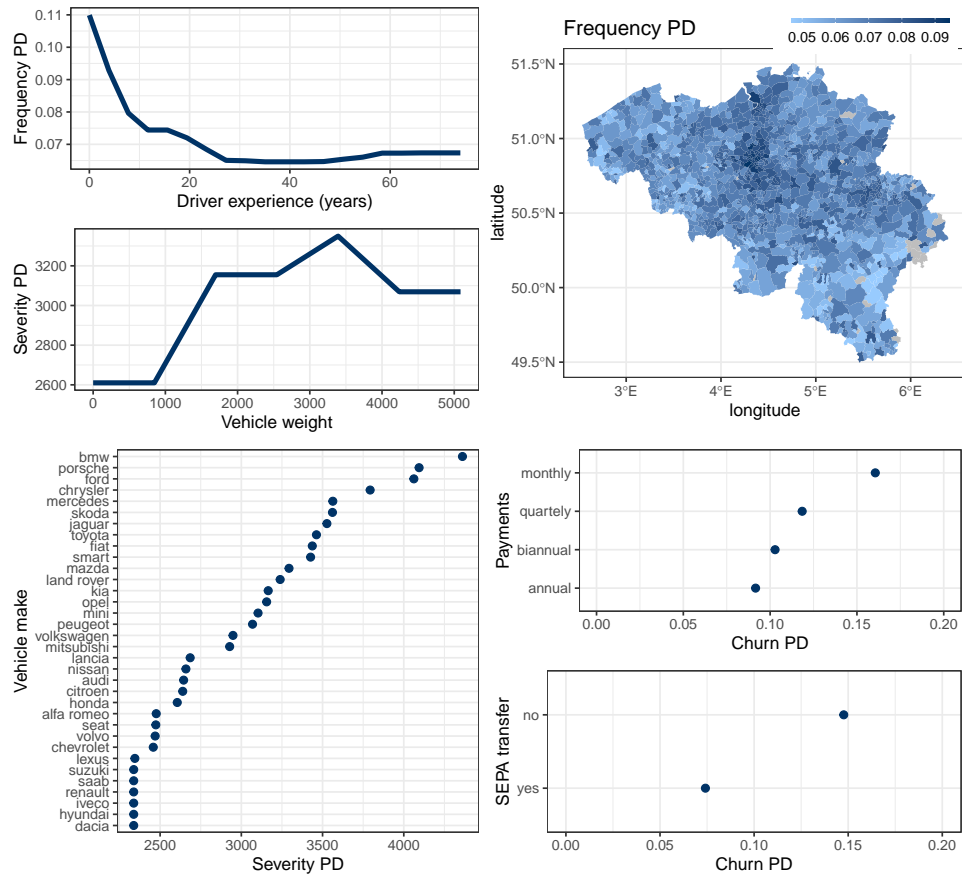 0.11
0.10
0.09
0.08
0.07
Frequency PD
0 20 40 60
Driver experience (years)
3200
3000
2800
2600
Severity PD
0 1000 2000 3000 4000 5000
Vehicle weight
Frequency PD
0.05 0.06 0.07 0.08 0.09
51.5°N
51.0°N
50.5°N
50.0°N
49.5°N
latitude
3°E 4°E 5°E 6°E
longitude
Vehicle make
bmw
porsche
ford
chrysler
mercedes
skoda
jaguar
toyota
fiat
smart
mazda
land rover
kia
opel
mini
peugeot
volkswagen
mitsubishi
lancia
nissan
audi
citroen
honda
alfa romeo
seat
volvo
chevrolet
lexus
suzuki
saab
renault
iveco
hyundai
dacia
2500 3000 3500 4000
Severity PD
Payments
monthly
quartely
biannual
annual
0.00 0.05 0.10 0.15 0.20
Churn PD
SEPA transfer
no
yes
0.00 0.05 0.10 0.15 0.20
Churn PD